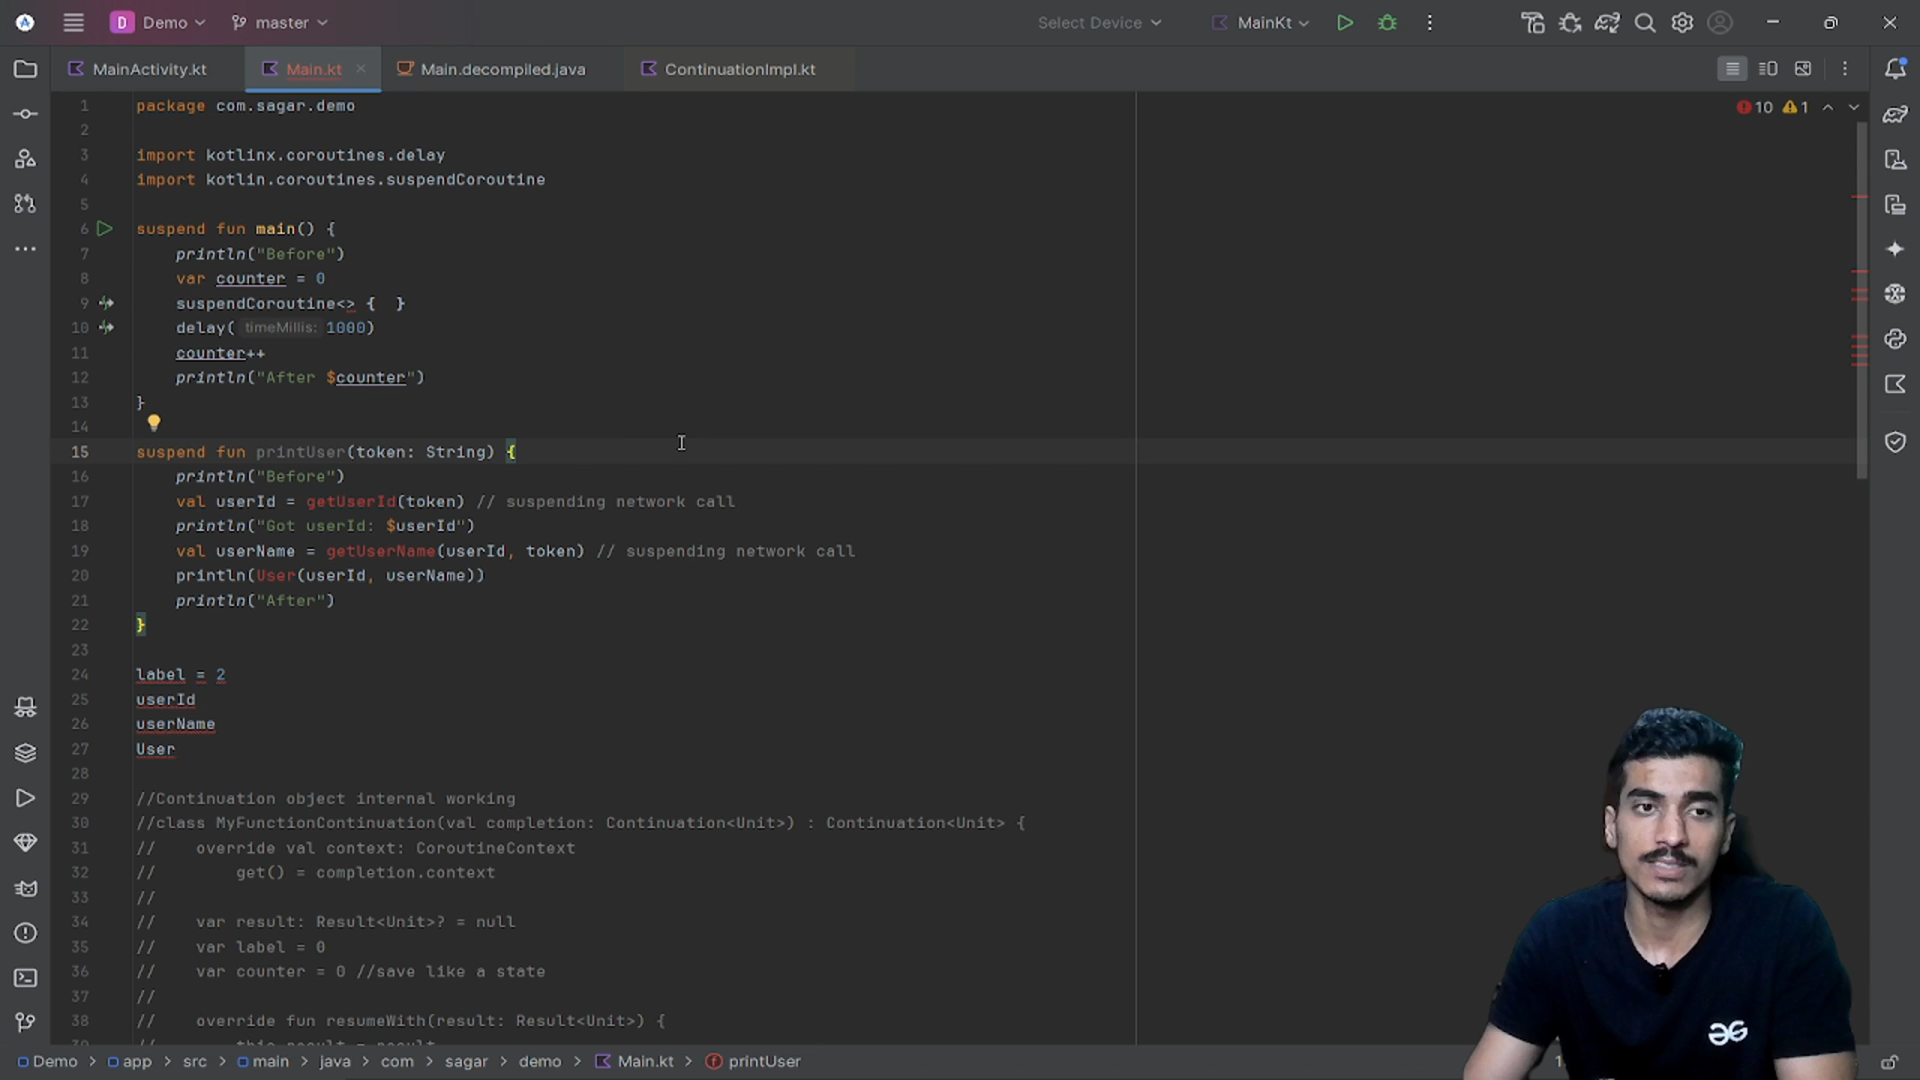 D Demo master Select Device MainKt
MainActivity.kt Main.kt Main.decompiled.java ContinuationImpl.kt
10 1
1 package com.sagar.demo
2
3 import kotlinx.coroutines.delay
4 import kotlin.coroutines.suspendCoroutine
5
6 suspend fun main() {
7 println("Before")
8 var counter = 0
9 suspendCoroutine<> { }
10 delay( timeMillis: 1000)
11 counter++
12 println("After $counter")
13 }
14
15 suspend fun printUser(token: String) {
16 println("Before")
17 val userId = getUserId(token) // suspending network call
18 println("Got userId: $userId")
19 val userName = getUserName(userId, token) // suspending network call
20 println(User(userId, userName))
21 println("After")
22 }
23
24 label = 2
25 userId
26 userName
27 User
28
29 //Continuation object internal working
30 //class MyFunctionContinuation(val completion: Continuation<Unit>) : Continuation<Unit> {
31 // override val context: CoroutineContext
32 // get() = completion.context
33 //
34 // var result: Result<Unit>? = null
35 // var label = 0
36 // var counter = 0 //save like a state
37 //
38 // override fun resumeWith(result: Result<Unit>) {
Demo > app > src > main > java > com > sagar > demo > Main.kt > printUser